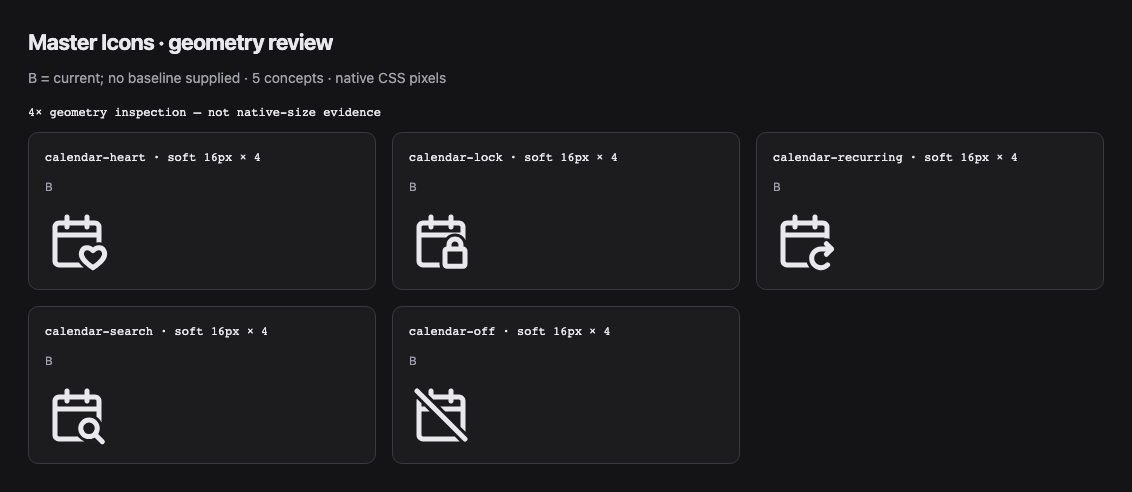 Master Icons · geometry review
B = current; no baseline supplied · 5 concepts · native CSS pixels
4× geometry inspection — not native-size evidence
calendar-heart · soft 16px × 4
B
calendar-lock · soft 16px × 4
B
calendar-recurring · soft 16px × 4
B
calendar-search · soft 16px × 4
B
calendar-off · soft 16px × 4
B